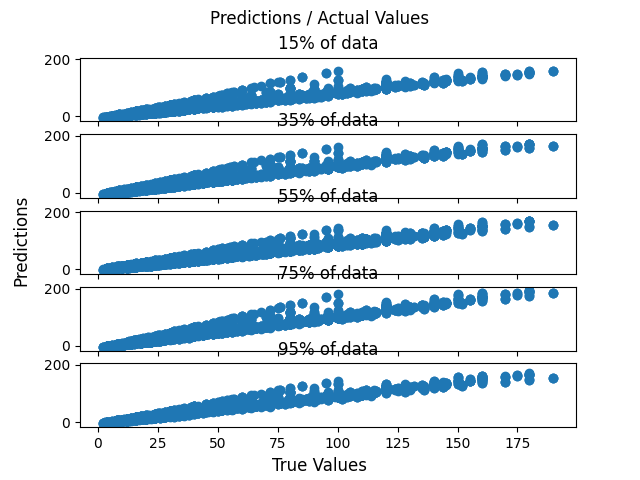 Predictions / Actual Values
15% of data
200
0
35% of data
200
0
55% of data
200
0
75% of data
200
0
95% of data
200
0
0 25 50 75 100 125 150 175
True Values
Predictions